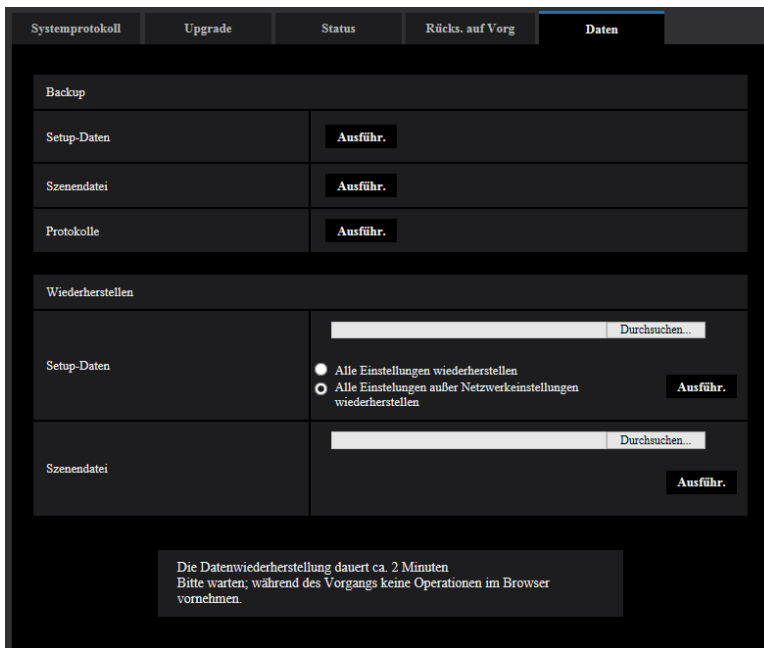 Systemprotokoll Upgrade Status Rücks. auf Vorg Daten
Backup
Setup-Daten Ausführ.
Szenendatei Ausführ.
Protokolle Ausführ.
Wiederherstellen
Durchsuchen...
Setup-Daten
Alle Einstellungen wiederherstellen
Alle Einstelungen außer Netzwerkeinstellungen
wiederherstellen
Ausführ.
Durchsuchen...
Szenendatei
Ausführ.
Die Datenwiederherstellung dauert ca. 2 Minuten
Bitte warten; während des Vorgangs keine Operationen im Browser
vornehmen.